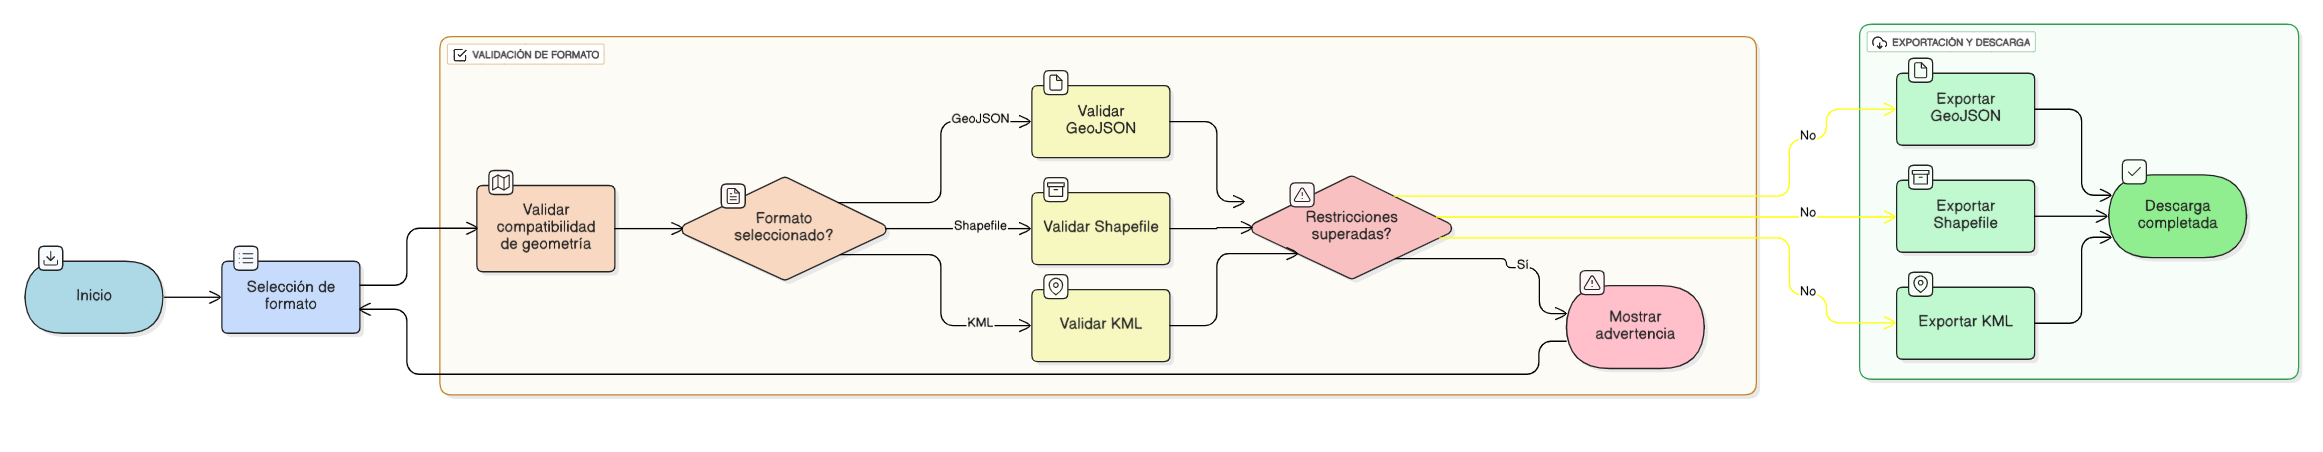 VALIDACIÓN DE FORMATO
EXPORTACIÓN Y DESCARGA
Inicio
Selección de
formato
Validar
compatibilidad
de geometría
Formato
seleccionado?
GeoJSON
Shapefile
KML
Validar
GeoJSON
Validar Shapefile
Validar KML
Restricciones
superadas?
Sí
Mostrar
advertencia
No
No
No
Exportar
GeoJSON
Exportar
Shapefile
Exportar KML
Descarga
completada